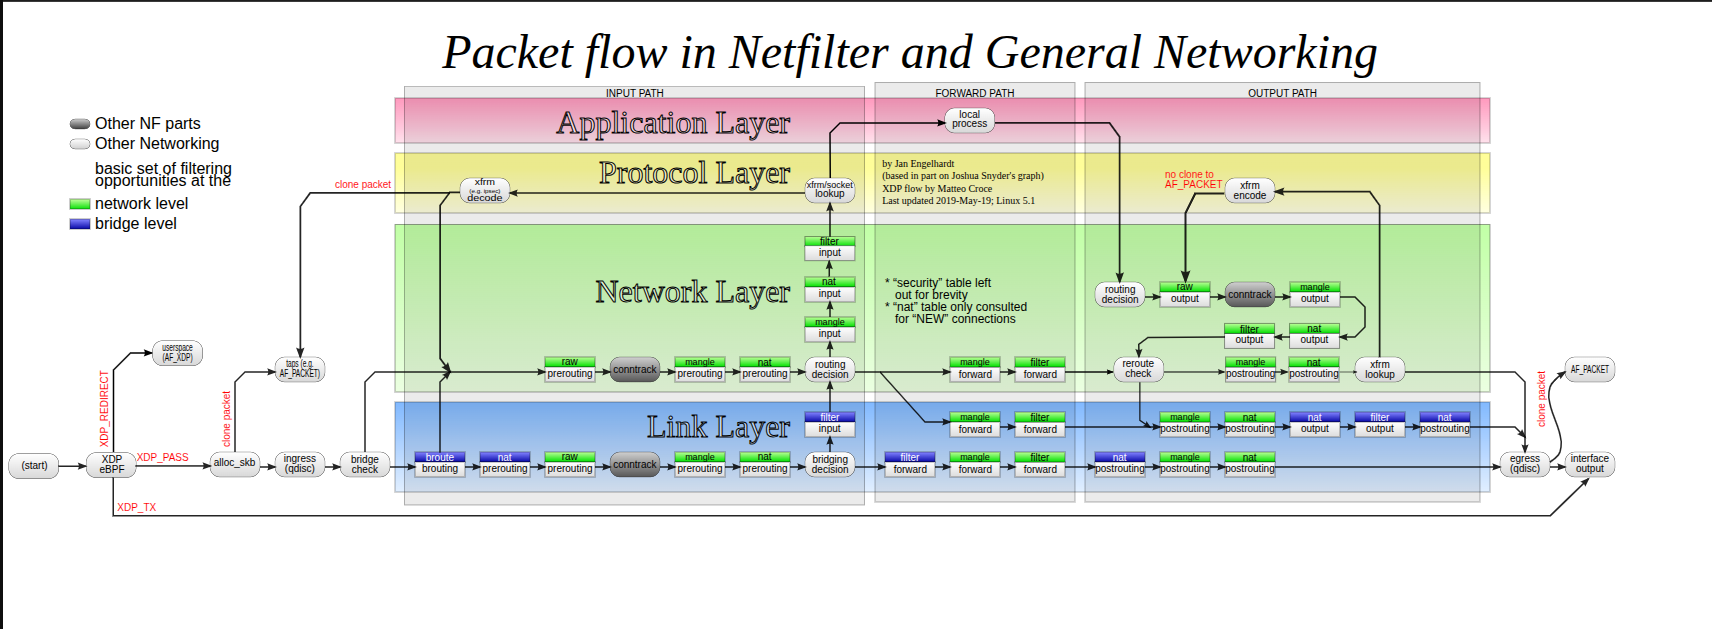 Packet flow in Netfilter and General Networking
INPUT PATH
FORWARD PATH
OUTPUT PATH
Other NF parts
Other Networking
basic set of filtering
opportunities at the
network level
bridge level
Application Layer
local
process
Protocol Layer
clone packet
xfrm
(e.g. ipsec)
decode
xfrm/socket
lookup
by Jan Engelhardt
(based in part on Joshua Snyder's graph)
XDP flow by Matteo Croce
Last updated 2019-May-19; Linux 5.1
no clone to
AF_PACKET
xfrm
encode
Network Layer
filter
input
nat
input
mangle
input
* “security” table left
out for brevity
* “nat” table only consulted
for “NEW” connections
routing
decision
raw
output
conntrack
mangle
output
filter
output
nat
output
userspace
(AF_XDP)
taps (e.g.
AF_PACKET)
raw
prerouting
conntrack
mangle
prerouting
nat
prerouting
routing
decision
mangle
forward
filter
forward
reroute
check
mangle
postrouting
nat
postrouting
xfrm
lookup
AF_PACKET
XDP_REDIRECT
clone packet
clone packet
Link Layer
filter
input
mangle
forward
filter
forward
mangle
postrouting
nat
postrouting
nat
output
filter
output
nat
postrouting
(start)
XDP
eBPF
XDP_PASS
alloc_skb
ingress
(qdisc)
bridge
check
broute
brouting
nat
prerouting
raw
prerouting
conntrack
mangle
prerouting
nat
prerouting
bridging
decision
filter
forward
mangle
forward
filter
forward
nat
postrouting
mangle
postrouting
nat
postrouting
egress
(qdisc)
interface
output
XDP_TX